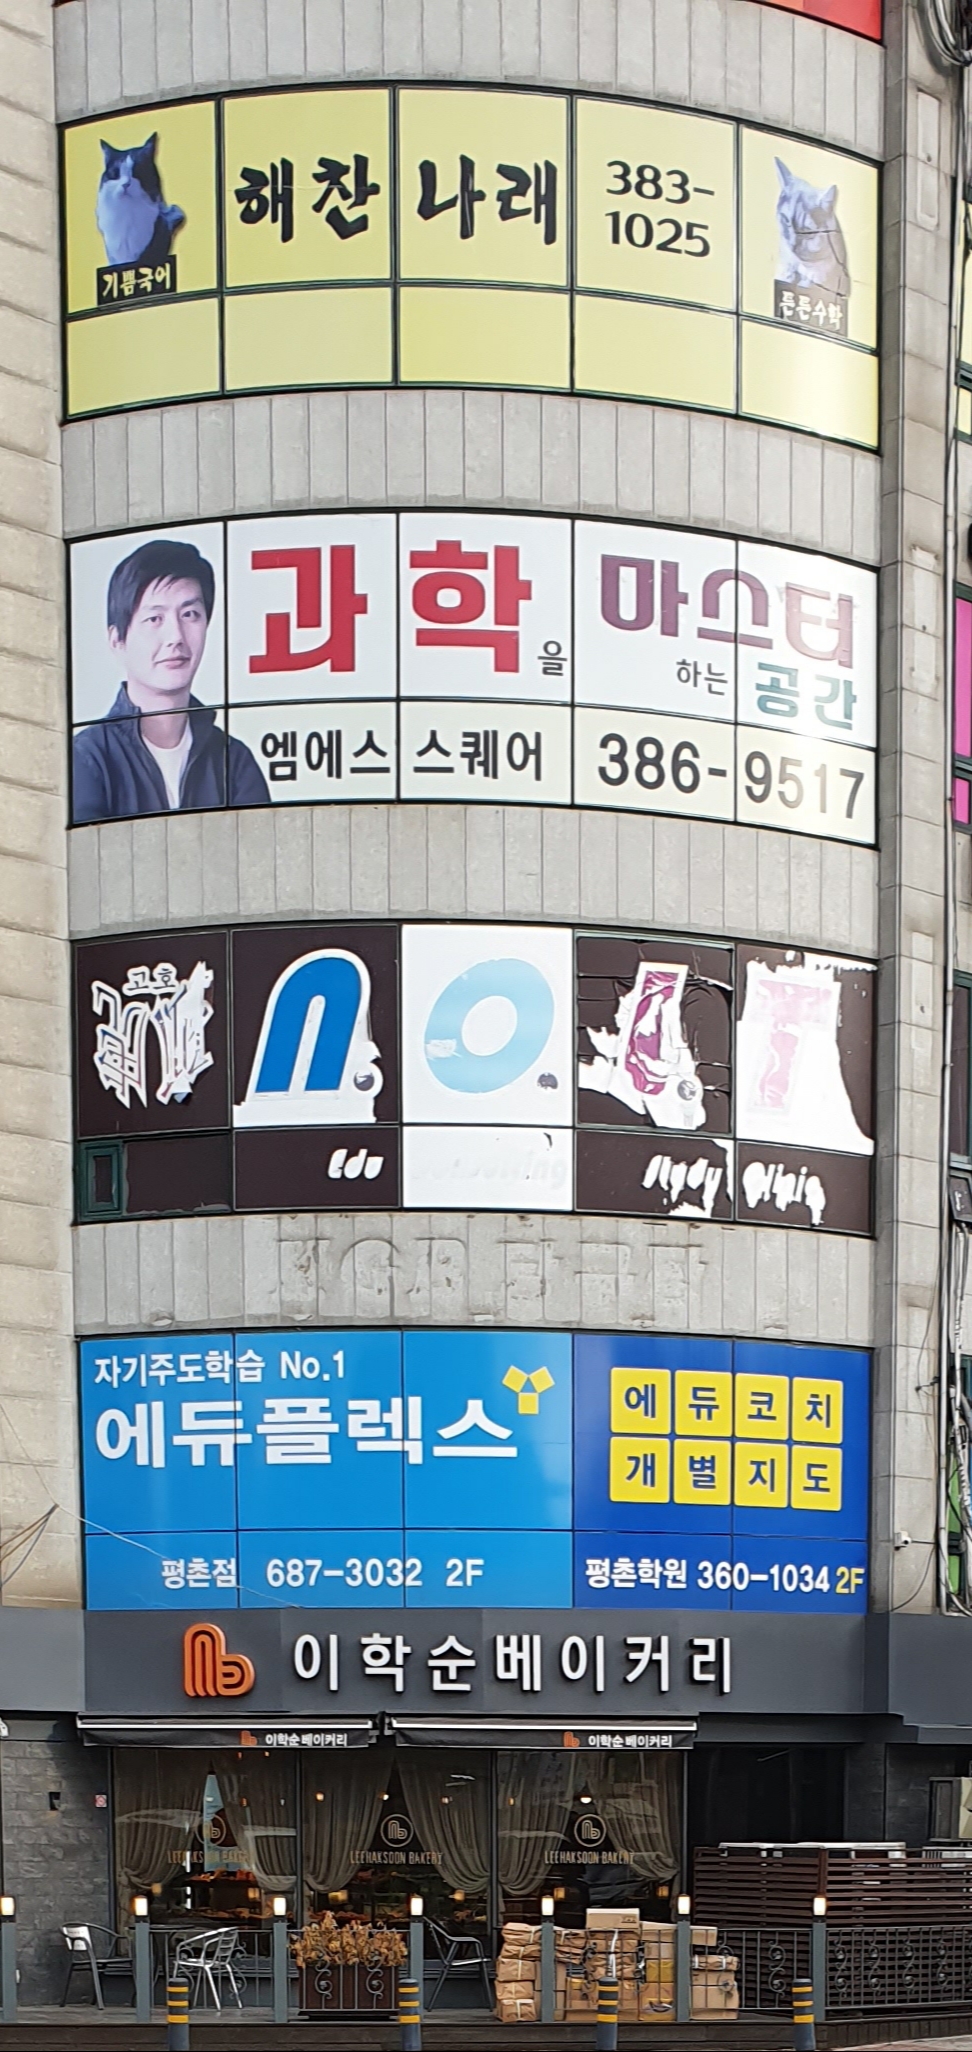 해찬나래
383-
1025
기쁨국어
튼튼수학
과학을 마스터
하는 공간
엠에스 스퀘어 386-9517
고호
n.o.
Edu
Study Clinic
자기주도학습 No.1
에듀플렉스
평촌점 687-3032 2F
에듀코치
개별지도
평촌학원 360-1034 2F
이학순베이커리
이학순베이커리
이학순베이커리
LEEHAKSOON BAKERY
LEEHAKSOON BAKERY
LEEHAKSOON BAKERY